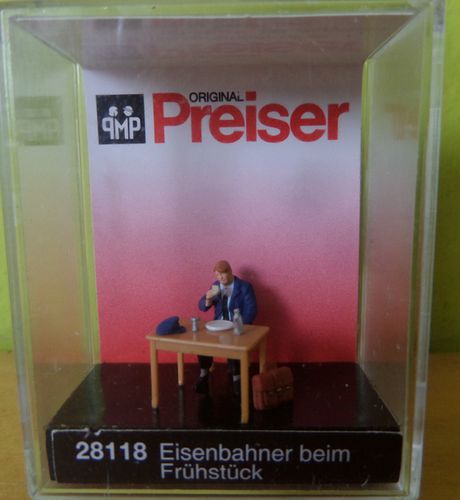 ORIGINAL
PMP Preiser
28118 Eisenbahner beim
Frühstück